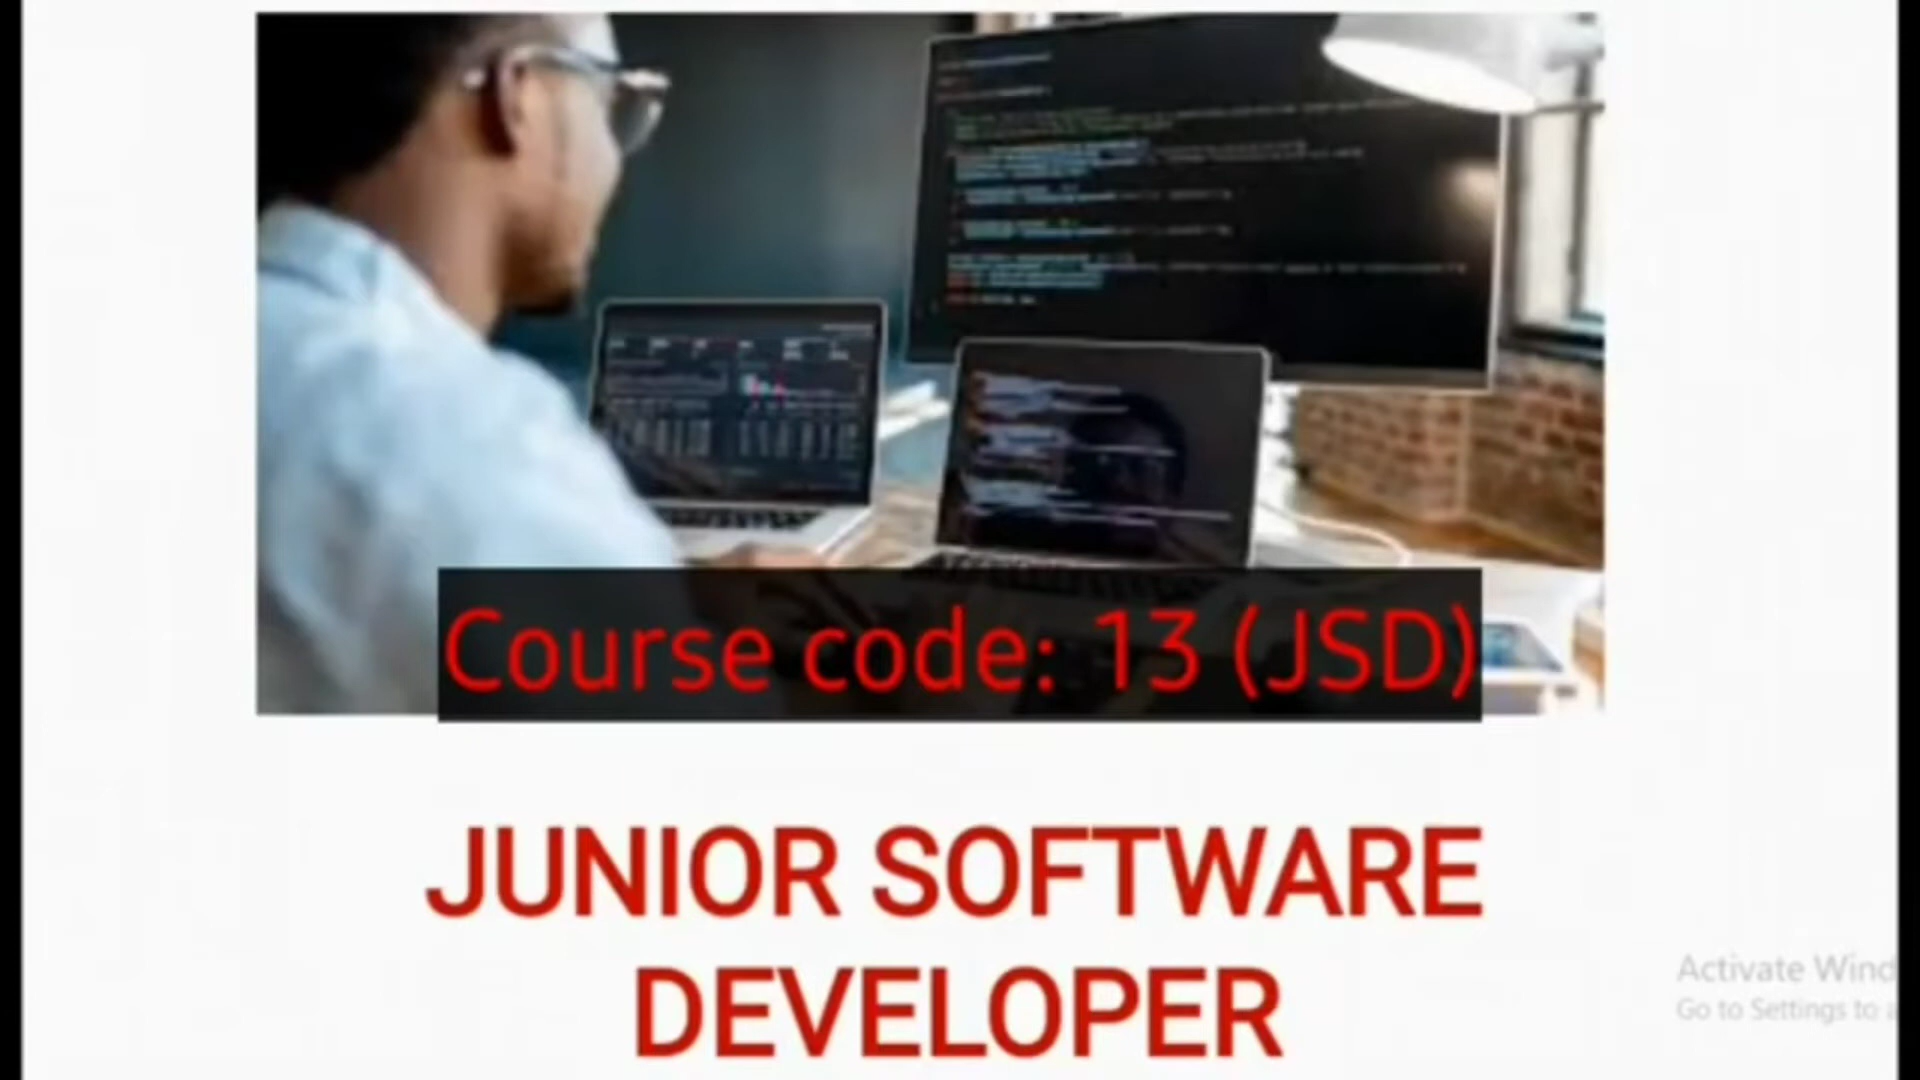 Course code: 13 (JSD)
JUNIOR SOFTWARE
DEVELOPER
Activate Wind
Go to Settings to a